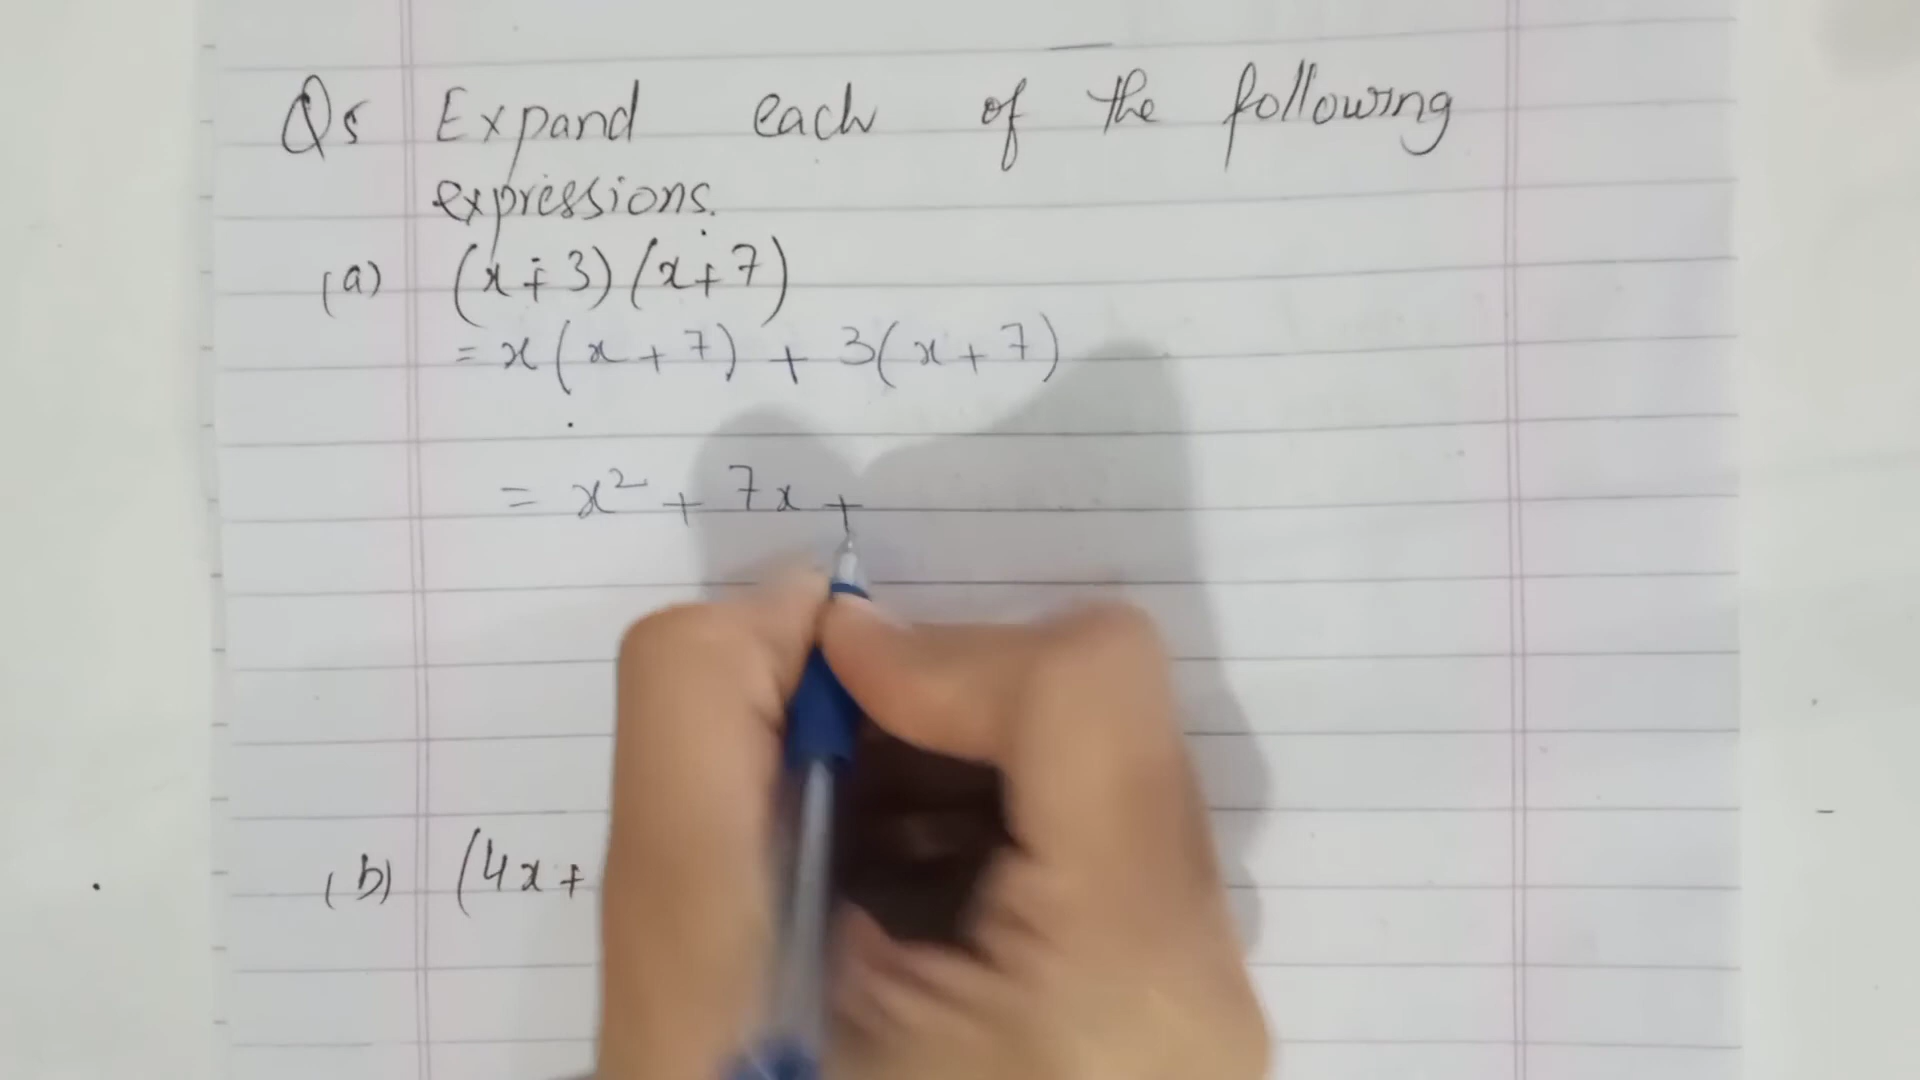 Q5 Expand each of the following
expressions.
(a) (x+3)(x+7)
= x(x+7) + 3(x+7)
= x² + 7x +
(b) (4x+